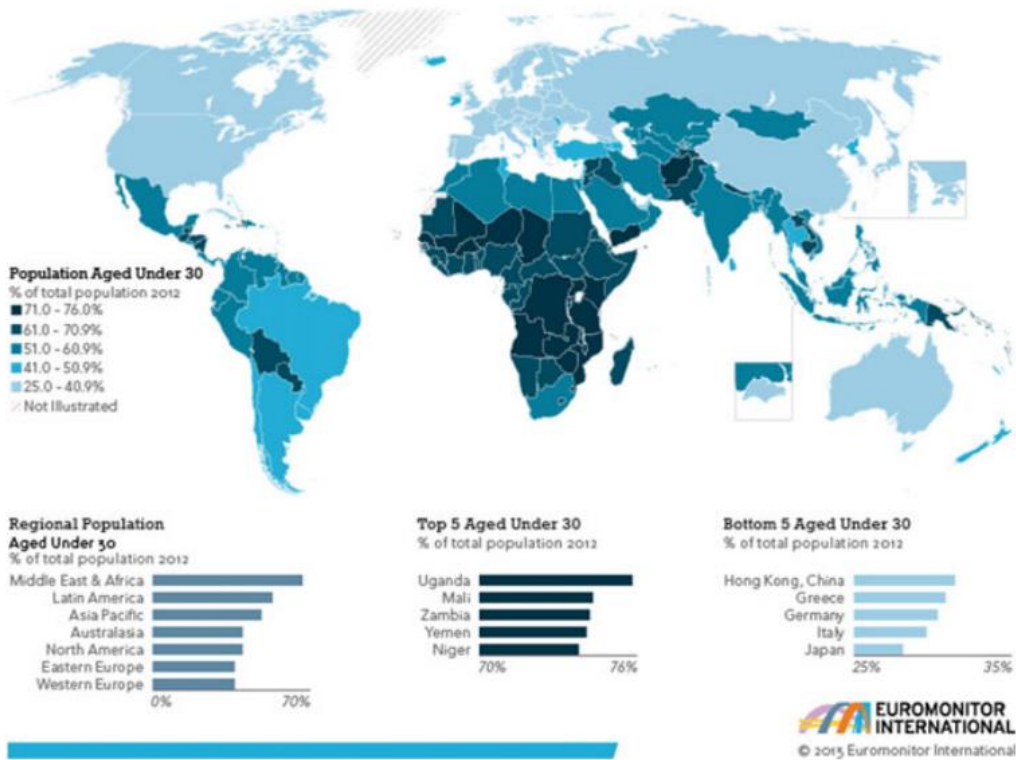 Population Aged Under 30
% of total population 2012
71.0 - 76.0%
61.0 - 70.9%
51.0 - 60.9%
41.0 - 50.9%
25.0 - 40.9%
Not Illustrated
Regional Population
Aged Under 30
% of total population 2012
Middle East & Africa
Latin America
Asia Pacific
Australasia
North America
Eastern Europe
Western Europe
0% 70%
Top 5 Aged Under 30
% of total population 2012
Uganda
Mali
Zambia
Yemen
Niger
70% 76%
Bottom 5 Aged Under 30
% of total population 2012
Hong Kong, China
Greece
Germany
Italy
Japan
25% 35%
EUROMONITOR
INTERNATIONAL
© 2015 Euromonitor International